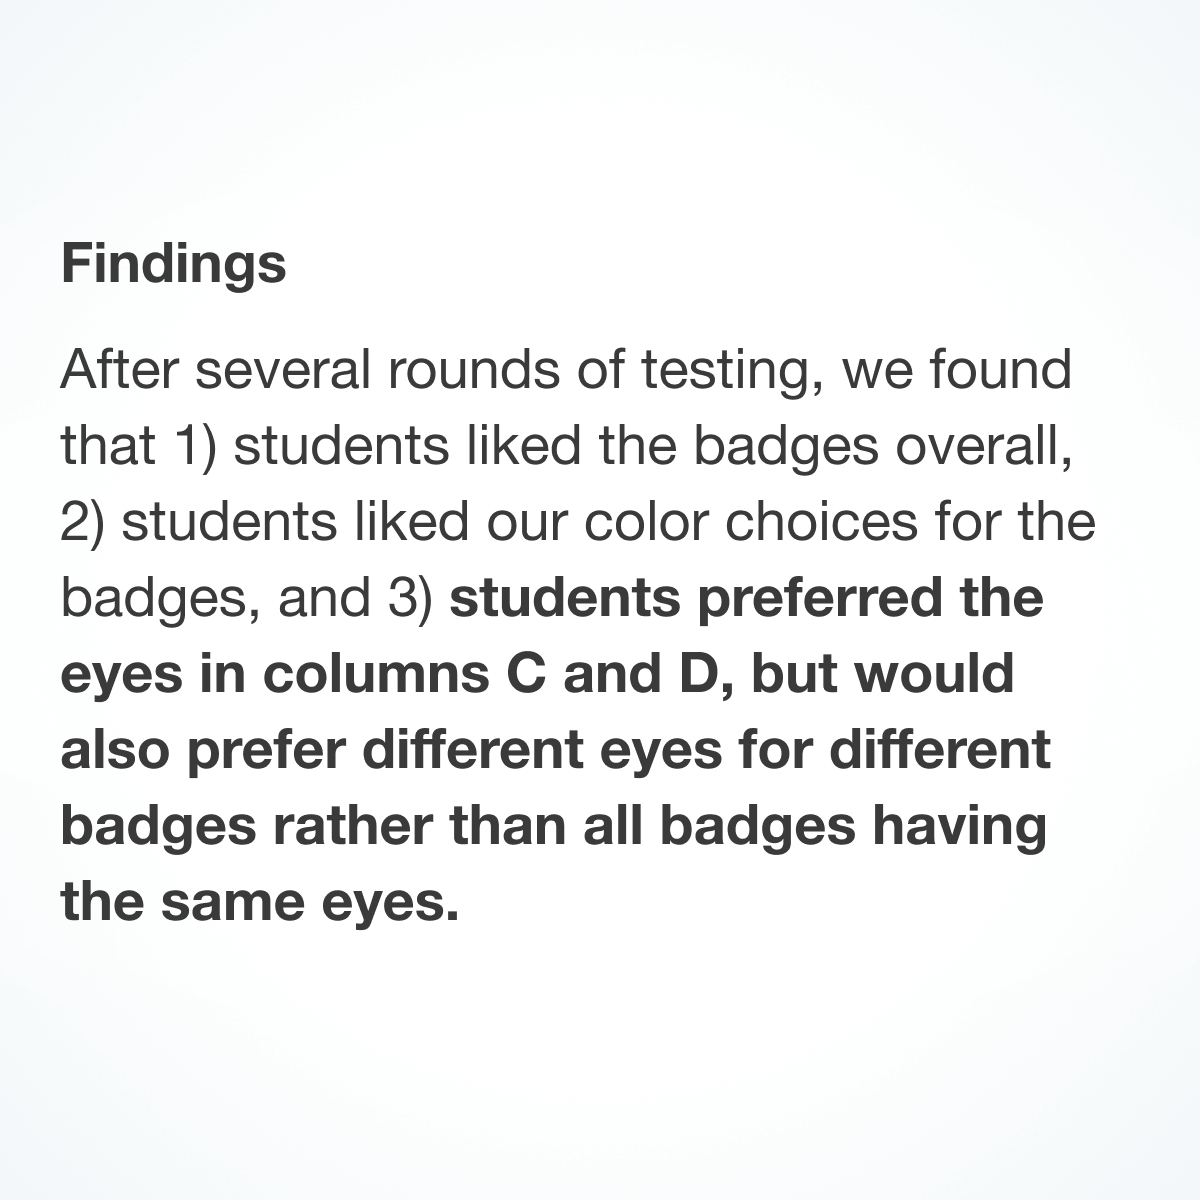 Findings
After several rounds of testing, we found
that 1) students liked the badges overall,
2) students liked our color choices for the
badges, and 3) students preferred the
eyes in columns C and D, but would
also prefer different eyes for different
badges rather than all badges having
the same eyes.